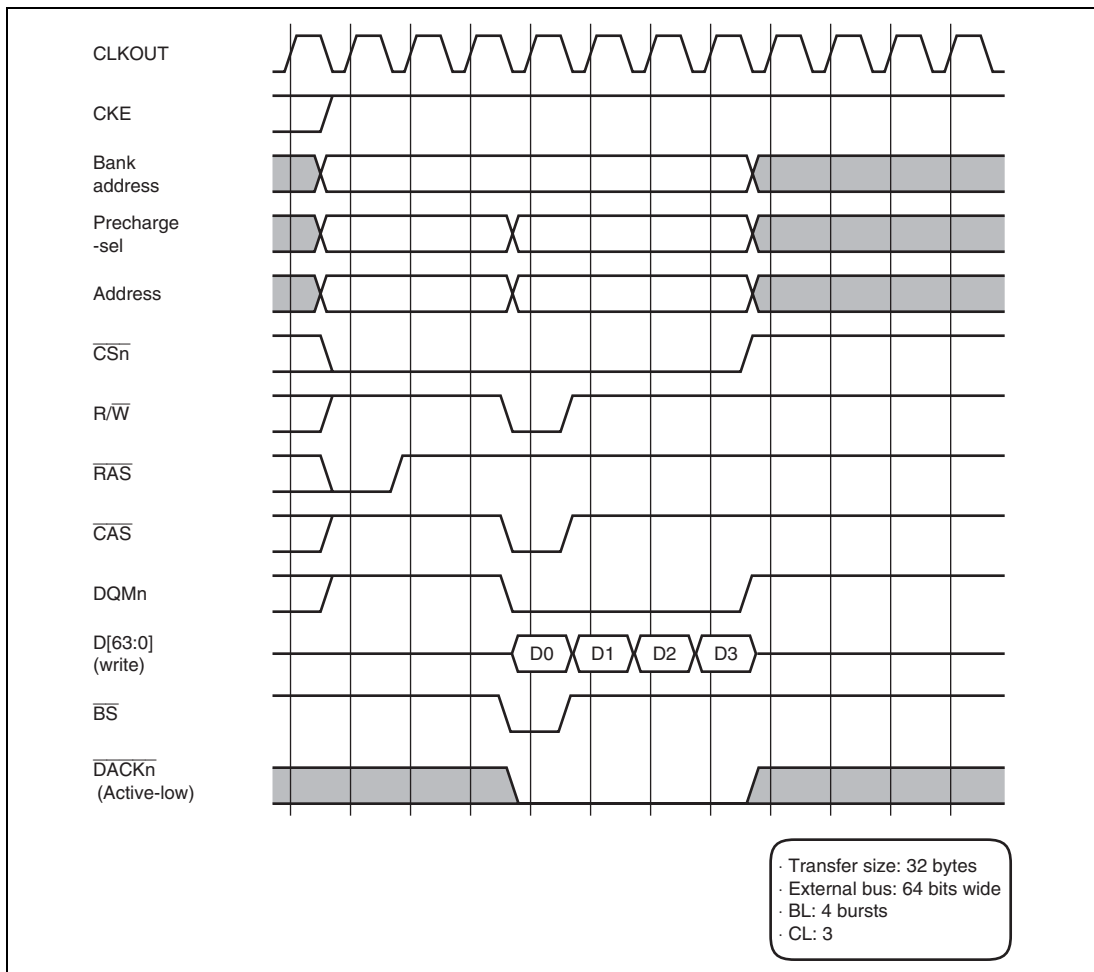 CLKOUT
CKE
Bank
address
Precharge
-sel
Address
CSn
R/W
RAS
CAS
DQMn
D[63:0]
(write)
D0 D1 D2 D3
BS
DACKn
(Active-low)
· Transfer size: 32 bytes
· External bus: 64 bits wide
· BL: 4 bursts
· CL: 3